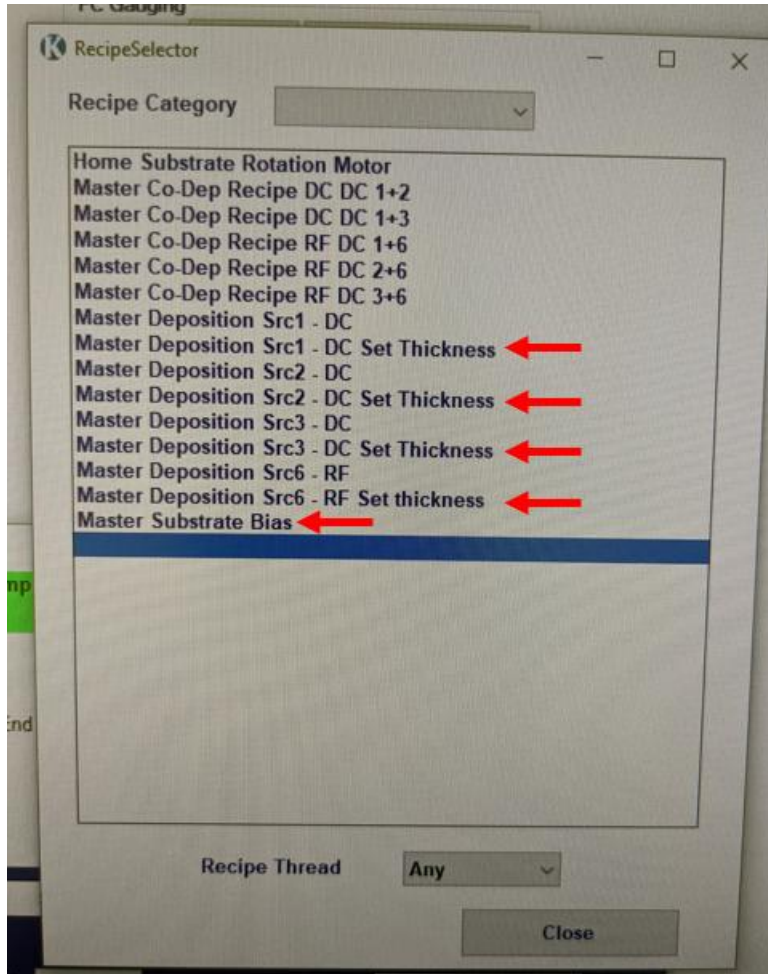 PC Gauging
RecipeSelector
Recipe Category
Home Substrate Rotation Motor
Master Co-Dep Recipe DC DC 1+2
Master Co-Dep Recipe DC DC 1+3
Master Co-Dep Recipe RF DC 1+6
Master Co-Dep Recipe RF DC 2+6
Master Co-Dep Recipe RF DC 3+6
Master Deposition Src1 - DC
Master Deposition Src1 - DC Set Thickness
Master Deposition Src2 - DC
Master Deposition Src2 - DC Set Thickness
Master Deposition Src3 - DC
Master Deposition Src3 - DC Set Thickness
Master Deposition Src6 - RF
Master Deposition Src6 - RF Set thickness
Master Substrate Bias
mp
End
Recipe Thread Any
Close